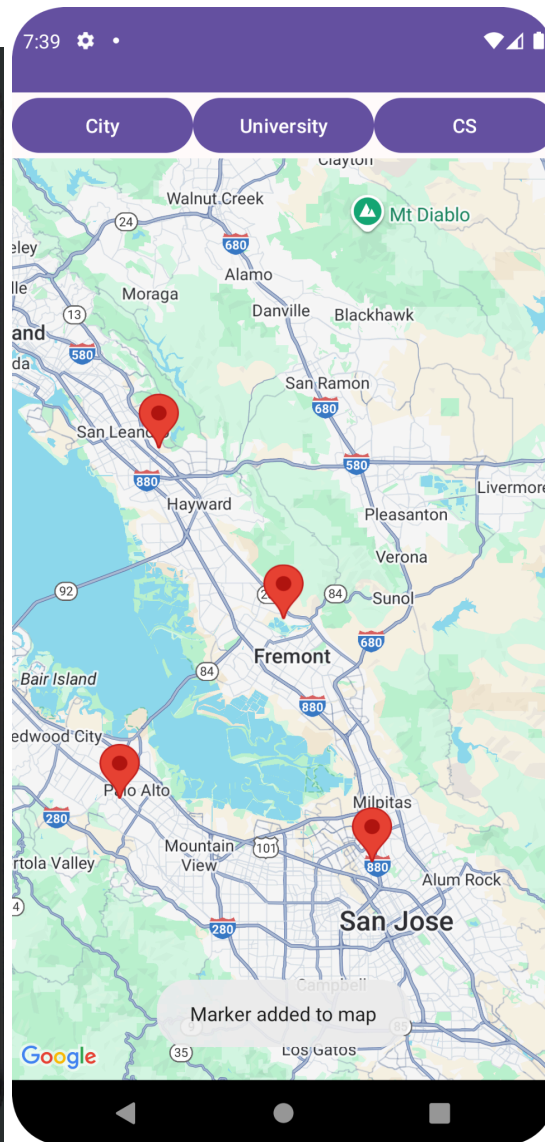 7:39
City
University
CS
Clayton
Walnut Creek
24
Mt Diablo
680
eley
Alamo
lle
Moraga
13
Danville
Blackhawk
and
580
da
San Ramon
680
San Leand
580
880
Livermore
Hayward
Pleasanton
Verona
92
84
Sunol
680
Fremont
84
Bair Island
880
edwood City
Palo Alto
Milpitas
280
Mountain
View
101
880
rtola Valley
Alum Rock
4)
San Jose
280
Campbell
Marker added to map
9
85
Google
35
Los Gatos